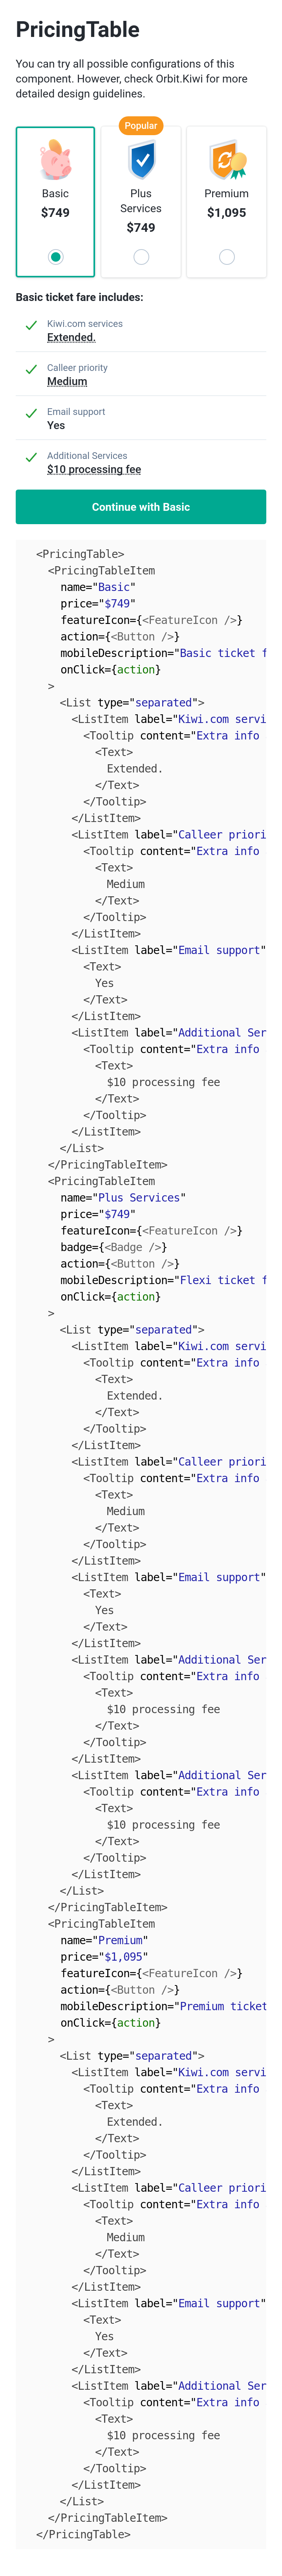 PricingTable
You can try all possible configurations of this
component. However, check Orbit.Kiwi for more
detailed design guidelines.
Popular
Basic
$749
Plus
Services
$749
Premium
$1,095
Basic ticket fare includes:
Kiwi.com services
Extended.
Calleer priority
Medium
Email support
Yes
Additional Services
$10 processing fee
Continue with Basic
<PricingTable>
<PricingTableItem
name="Basic"
price="$749"
featureIcon={<FeatureIcon />}
action={<Button />}
mobileDescription="Basic ticket f
onClick={action}
>
<List type="separated">
<ListItem label="Kiwi.com servi
<Tooltip content="Extra info
<Text>
Extended.
</Text>
</Tooltip>
</ListItem>
<ListItem label="Calleer priori
<Tooltip content="Extra info
<Text>
Medium
</Text>
</Tooltip>
</ListItem>
<ListItem label="Email support"
<Text>
Yes
</Text>
</ListItem>
<ListItem label="Additional Ser
<Tooltip content="Extra info
<Text>
$10 processing fee
</Text>
</Tooltip>
</ListItem>
</List>
</PricingTableItem>
<PricingTableItem
name="Plus Services"
price="$749"
featureIcon={<FeatureIcon />}
badge={<Badge />}
action={<Button />}
mobileDescription="Flexi ticket f
onClick={action}
>
<List type="separated">
<ListItem label="Kiwi.com servi
<Tooltip content="Extra info
<Text>
Extended.
</Text>
</Tooltip>
</ListItem>
<ListItem label="Calleer priori
<Tooltip content="Extra info
<Text>
Medium
</Text>
</Tooltip>
</ListItem>
<ListItem label="Email support"
<Text>
Yes
</Text>
</ListItem>
<ListItem label="Additional Ser
<Tooltip content="Extra info
<Text>
$10 processing fee
</Text>
</Tooltip>
</ListItem>
<ListItem label="Additional Ser
<Tooltip content="Extra info
<Text>
$10 processing fee
</Text>
</Tooltip>
</ListItem>
</List>
</PricingTableItem>
<PricingTableItem
name="Premium"
price="$1,095"
featureIcon={<FeatureIcon />}
action={<Button />}
mobileDescription="Premium ticket
onClick={action}
>
<List type="separated">
<ListItem label="Kiwi.com servi
<Tooltip content="Extra info
<Text>
Extended.
</Text>
</Tooltip>
</ListItem>
<ListItem label="Calleer priori
<Tooltip content="Extra info
<Text>
Medium
</Text>
</Tooltip>
</ListItem>
<ListItem label="Email support"
<Text>
Yes
</Text>
</ListItem>
<ListItem label="Additional Ser
<Tooltip content="Extra info
<Text>
$10 processing fee
</Text>
</Tooltip>
</ListItem>
</List>
</PricingTableItem>
</PricingTable>